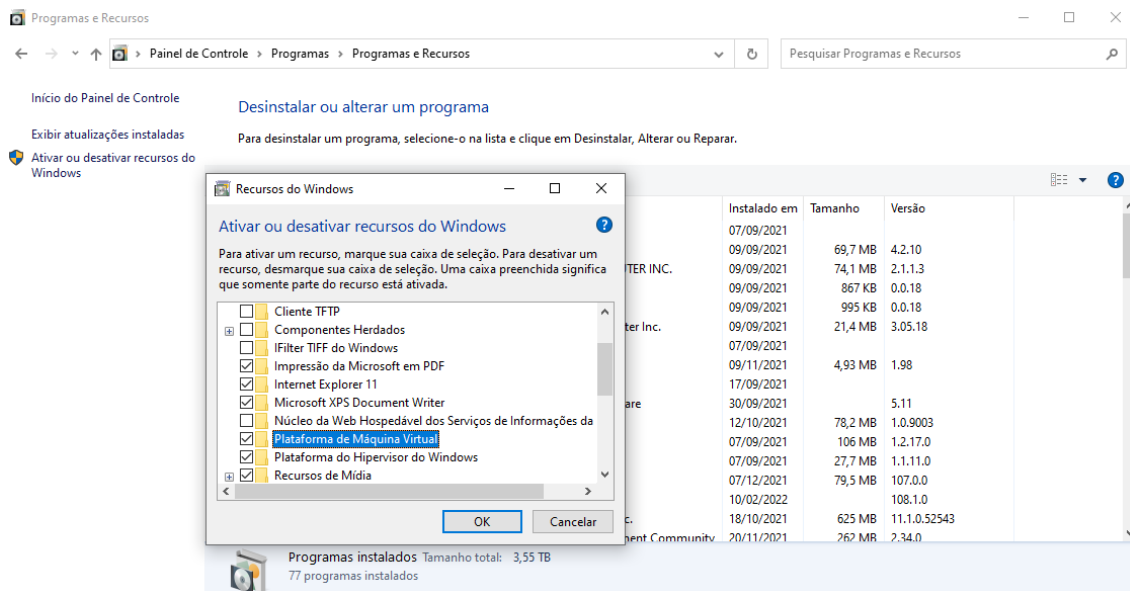 Programas e Recursos
Painel de Controle > Programas > Programas e Recursos
Pesquisar Programas e Recursos
Início do Painel de Controle
Exibir atualizações instaladas
Ativar ou desativar recursos do
Windows
Desinstalar ou alterar um programa
Para desinstalar um programa, selecione-o na lista e clique em Desinstalar, Alterar ou Reparar.
Recursos do Windows
Ativar ou desativar recursos do Windows
Para ativar um recurso, marque sua caixa de seleção. Para desativar um
recurso, desmarque sua caixa de seleção. Uma caixa preenchida significa
que somente parte do recurso está ativada.
Cliente TFTP
Componentes Herdados
IFilter TIFF do Windows
Impressão da Microsoft em PDF
Internet Explorer 11
Microsoft XPS Document Writer
Núcleo da Web Hospedável dos Serviços de Informações da
Plataforma de Máquina Virtual
Plataforma do Hipervisor do Windows
Recursos de Mídia
OK
Cancelar
Instalado em Tamanho Versão
07/09/2021
09/09/2021 69,7 MB 4.2.10
TER INC. 09/09/2021 74,1 MB 2.1.1.3
09/09/2021 867 KB 0.0.18
09/09/2021 995 KB 0.0.18
ter Inc. 09/09/2021 21,4 MB 3.05.18
07/09/2021
09/11/2021 4,93 MB 1.98
17/09/2021
are 30/09/2021 5.11
12/10/2021 78,2 MB 1.0.9003
07/09/2021 106 MB 1.2.17.0
07/09/2021 27,7 MB 1.1.11.0
07/12/2021 79,5 MB 107.0.0
10/02/2022 108.1.0
c. 18/10/2021 625 MB 11.1.0.52543
nent Community 20/11/2021 262 MB 2.34.0
Programas instalados Tamanho total: 3,55 TB
77 programas instalados